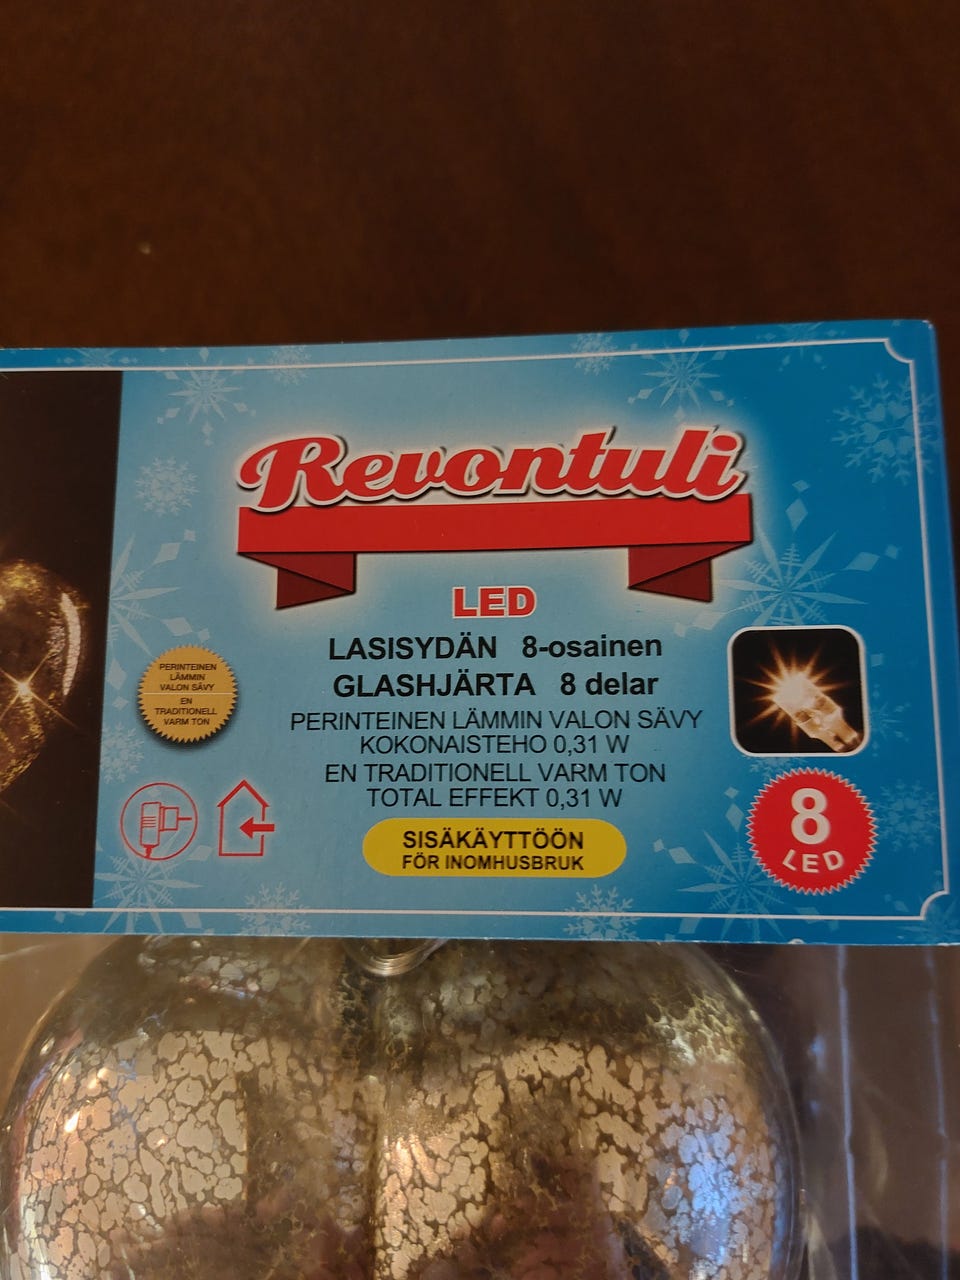 Revontuli
LED
LASISYDÄN 8-osainen
GLASHJÄRTA 8 delar
PERINTEINEN LÄMMIN VALON SÄVY
KOKONAISTEHO 0,31 W
EN TRADITIONELL VARM TON
TOTAL EFFEKT 0,31 W
SISÄKÄYTTÖÖN
FÖR INOMHUSBRUK
PERINTEINEN
LÄMMIN
VALON SÄVY
EN
TRADITIONELL
VARM TON
8
LED